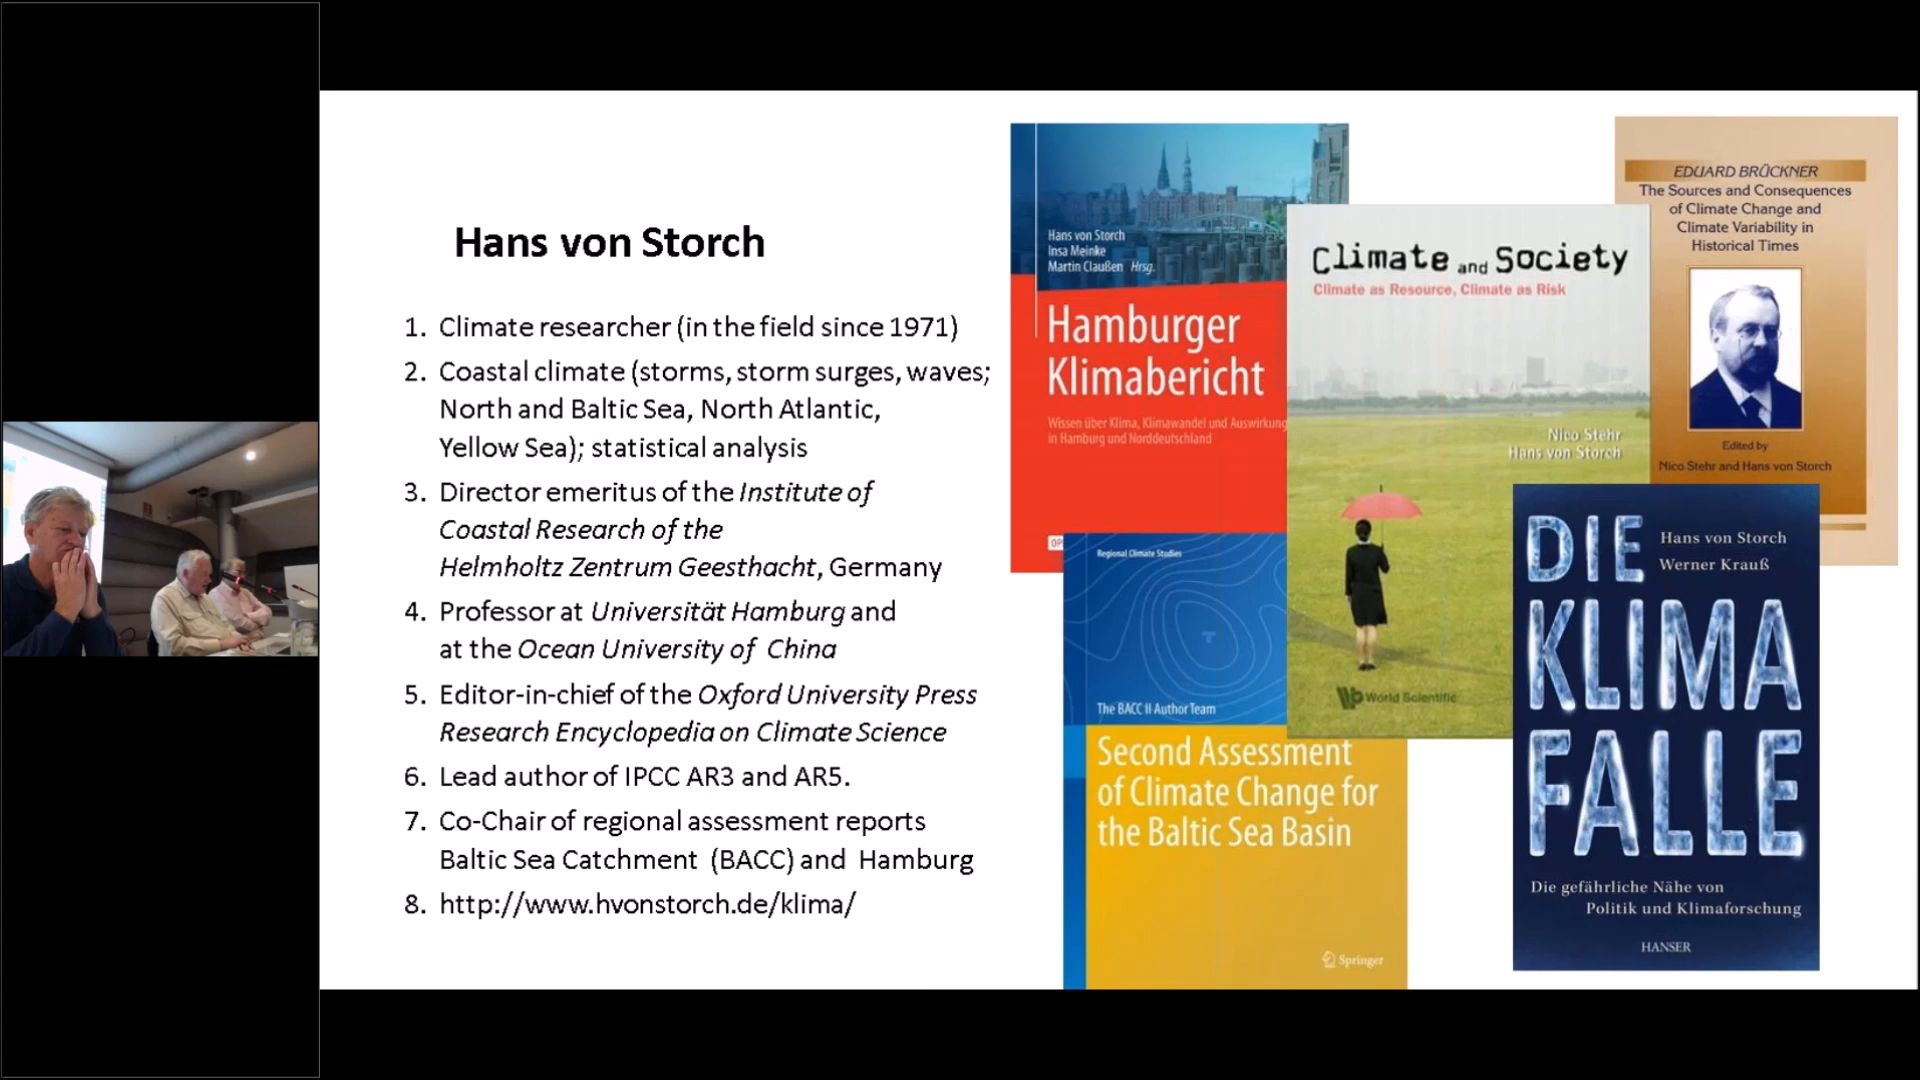 Hans von Storch
1. Climate researcher (in the field since 1971)
2. Coastal climate (storms, storm surges, waves;
North and Baltic Sea, North Atlantic,
Yellow Sea); statistical analysis
3. Director emeritus of the Institute of
Coastal Research of the
Helmholtz Zentrum Geesthacht, Germany
4. Professor at Universität Hamburg and
at the Ocean University of China
5. Editor-in-chief of the Oxford University Press
Research Encyclopedia on Climate Science
6. Lead author of IPCC AR3 and AR5.
7. Co-Chair of regional assessment reports
Baltic Sea Catchment (BACC) and Hamburg
8. http://www.hvonstorch.de/klima/
Hans von Storch
Insa Meinke
Martin Claußen Hrsg.
Hamburger
Klimabericht
Wissen über Klima, Klimawandel und Auswirkung
in Hamburg und Norddeutschland
OP
Climate and Society
Climate as Resource, Climate as Risk
Nico Stehr
Hans von Storch
World Scientific
EDUARD BRÜCKNER
The Sources and Consequences
of Climate Change and
Climate Variability in
Historical Times
Edited by
Nico Stehr and Hans von Storch
Regional Climate Studies
The BACC II Author Team
Second Assessment
of Climate Change for
the Baltic Sea Basin
Springer
Hans von Storch
Werner Krauß
DIE
KLIMA
FALLE
Die gefährliche Nähe von
Politik und Klimaforschung
HANSER